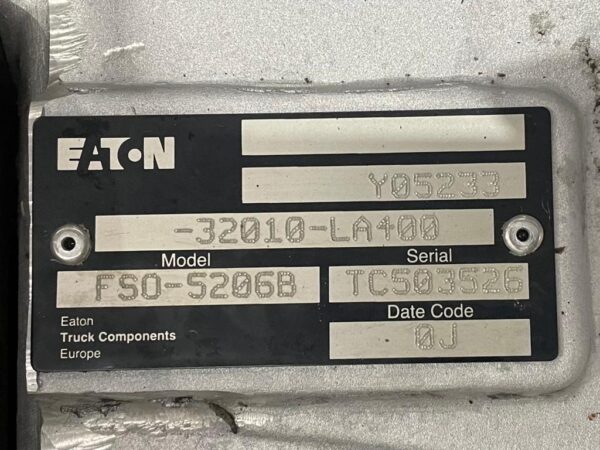 EATON
Y05233
-32010-LA400
Model
Serial
FSO-5206B
TC503526
Eaton
Truck Components
Europe
Date Code
0J